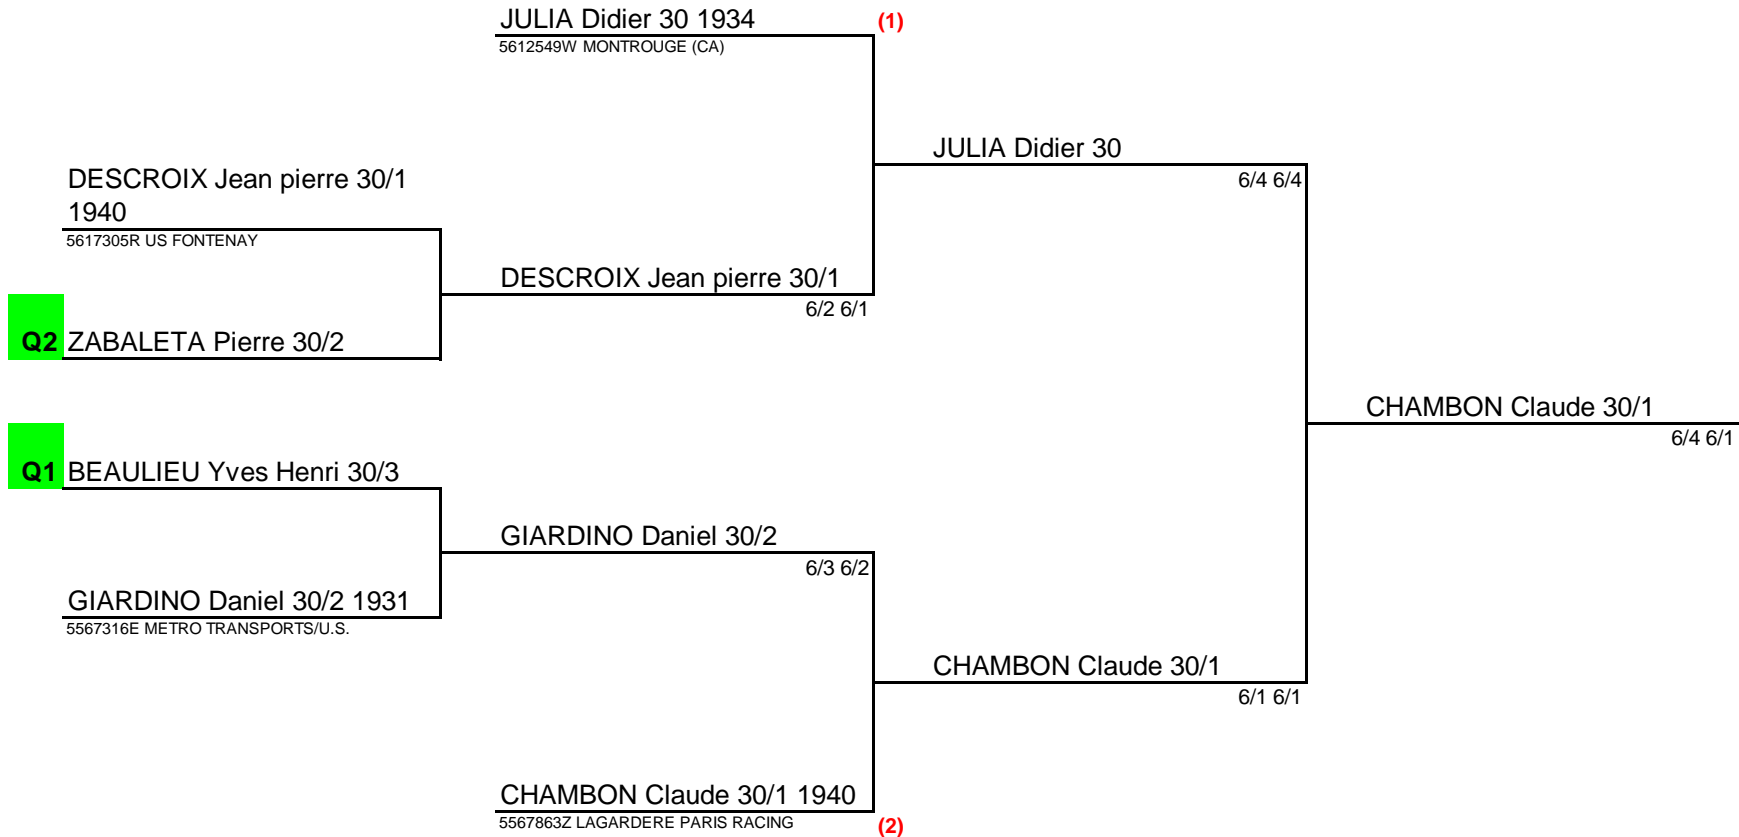 JULIA Didier 30 1934
(1)
5612549W MONTROUGE (CA)
JULIA Didier 30
6/4 6/4
DESCROIX Jean pierre 30/1
1940
5617305R US FONTENAY
DESCROIX Jean pierre 30/1
6/2 6/1
Q2 ZABALETA Pierre 30/2
CHAMBON Claude 30/1
6/4 6/1
Q1 BEAULIEU Yves Henri 30/3
GIARDINO Daniel 30/2
6/3 6/2
GIARDINO Daniel 30/2 1931
5567316E METRO TRANSPORTS/U.S.
CHAMBON Claude 30/1
6/1 6/1
CHAMBON Claude 30/1 1940
5567863Z LAGARDERE PARIS RACING
(2)